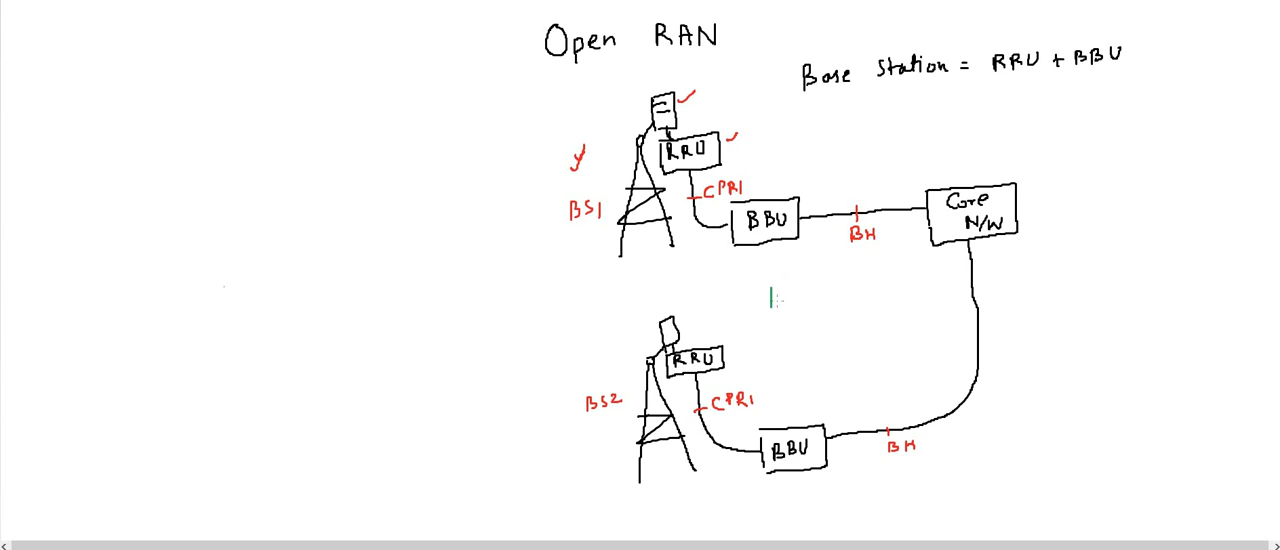 Open RAN
Base Station = RRU + BBU
RRU
CPRI
BS1
BBU
BH
Core
N/W
RRU
BS2
CPRI
BBU
BH